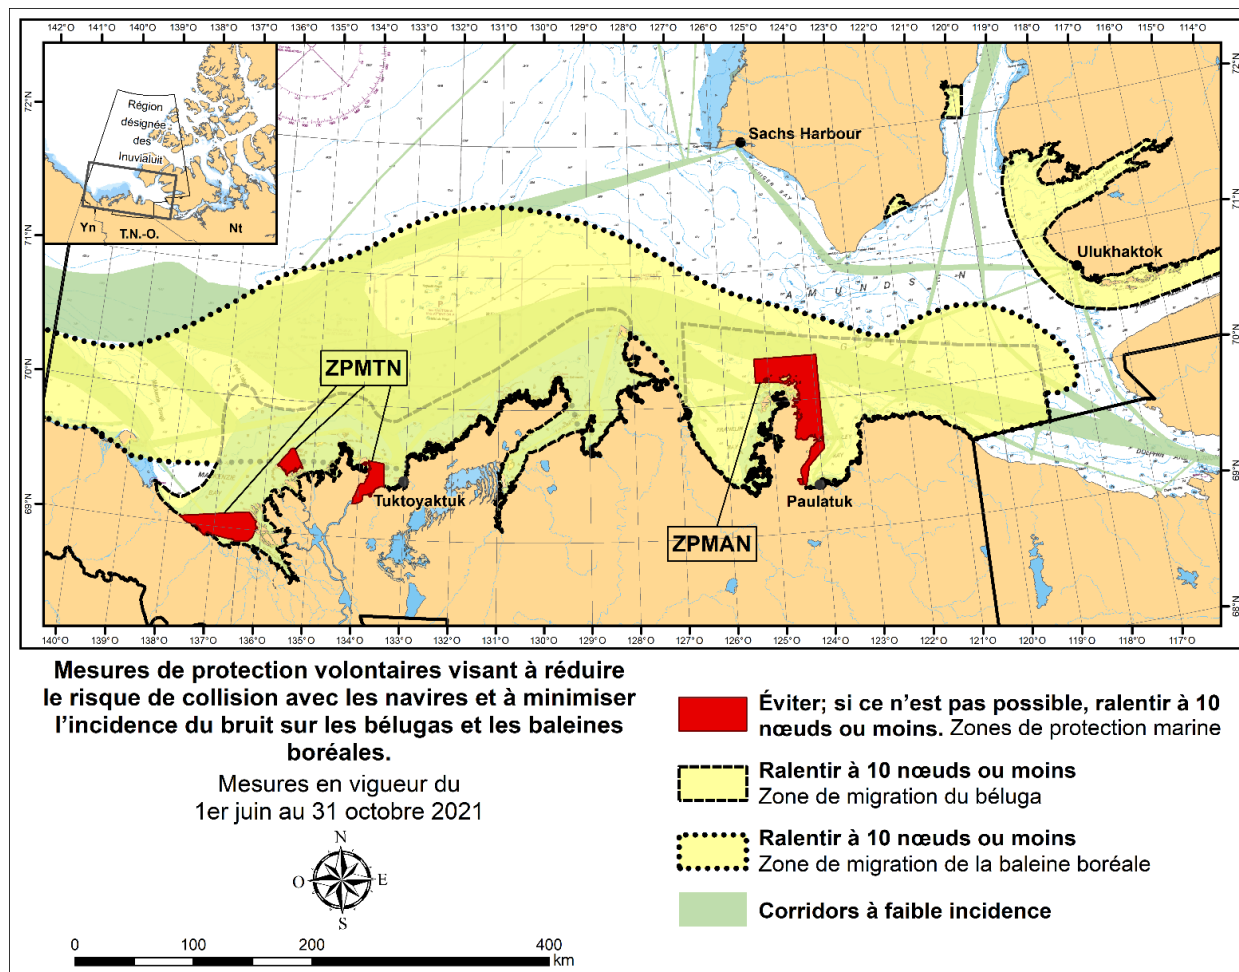 142°O 141°O 140°O 139°O 138°O 137°O 136°O 135°O 134°O 133°O 132°O 131°O 130°O 129°O 128°O 127°O 126°O 125°O 124°O 123°O 122°O 121°O 120°O 119°O 118°O 117°O 116°O 115°O 114°O
72°N
71°N
70°N
69°N
72°N
71°N
70°N
69°N
68°N
Région
désignée
des
Inuvialuit
Yn
T.N.-O.
Nt
Sachs Harbour
Ulukhaktok
AMUNDSEN
ZPMTN
Tuktoyaktuk
Paulatuk
ZPMAN
140°O 139°O 138°O 137°O 136°O 135°O 134°O 133°O 132°O 131°O 130°O 129°O 128°O 127°O 126°O 125°O 124°O 123°O 122°O 121°O 120°O 119°O 118°O 117°O
Mesures de protection volontaires visant à réduire
le risque de collision avec les navires et à minimiser
l'incidence du bruit sur les bélugas et les baleines
boréales.
Mesures en vigueur du
1er juin au 31 octobre 2021
N
O
E
S
0 100 200 400
km
Éviter; si ce n'est pas possible, ralentir à 10
nœuds ou moins. Zones de protection marine
Ralentir à 10 nœuds ou moins
Zone de migration du béluga
Ralentir à 10 nœuds ou moins
Zone de migration de la baleine boréale
Corridors à faible incidence